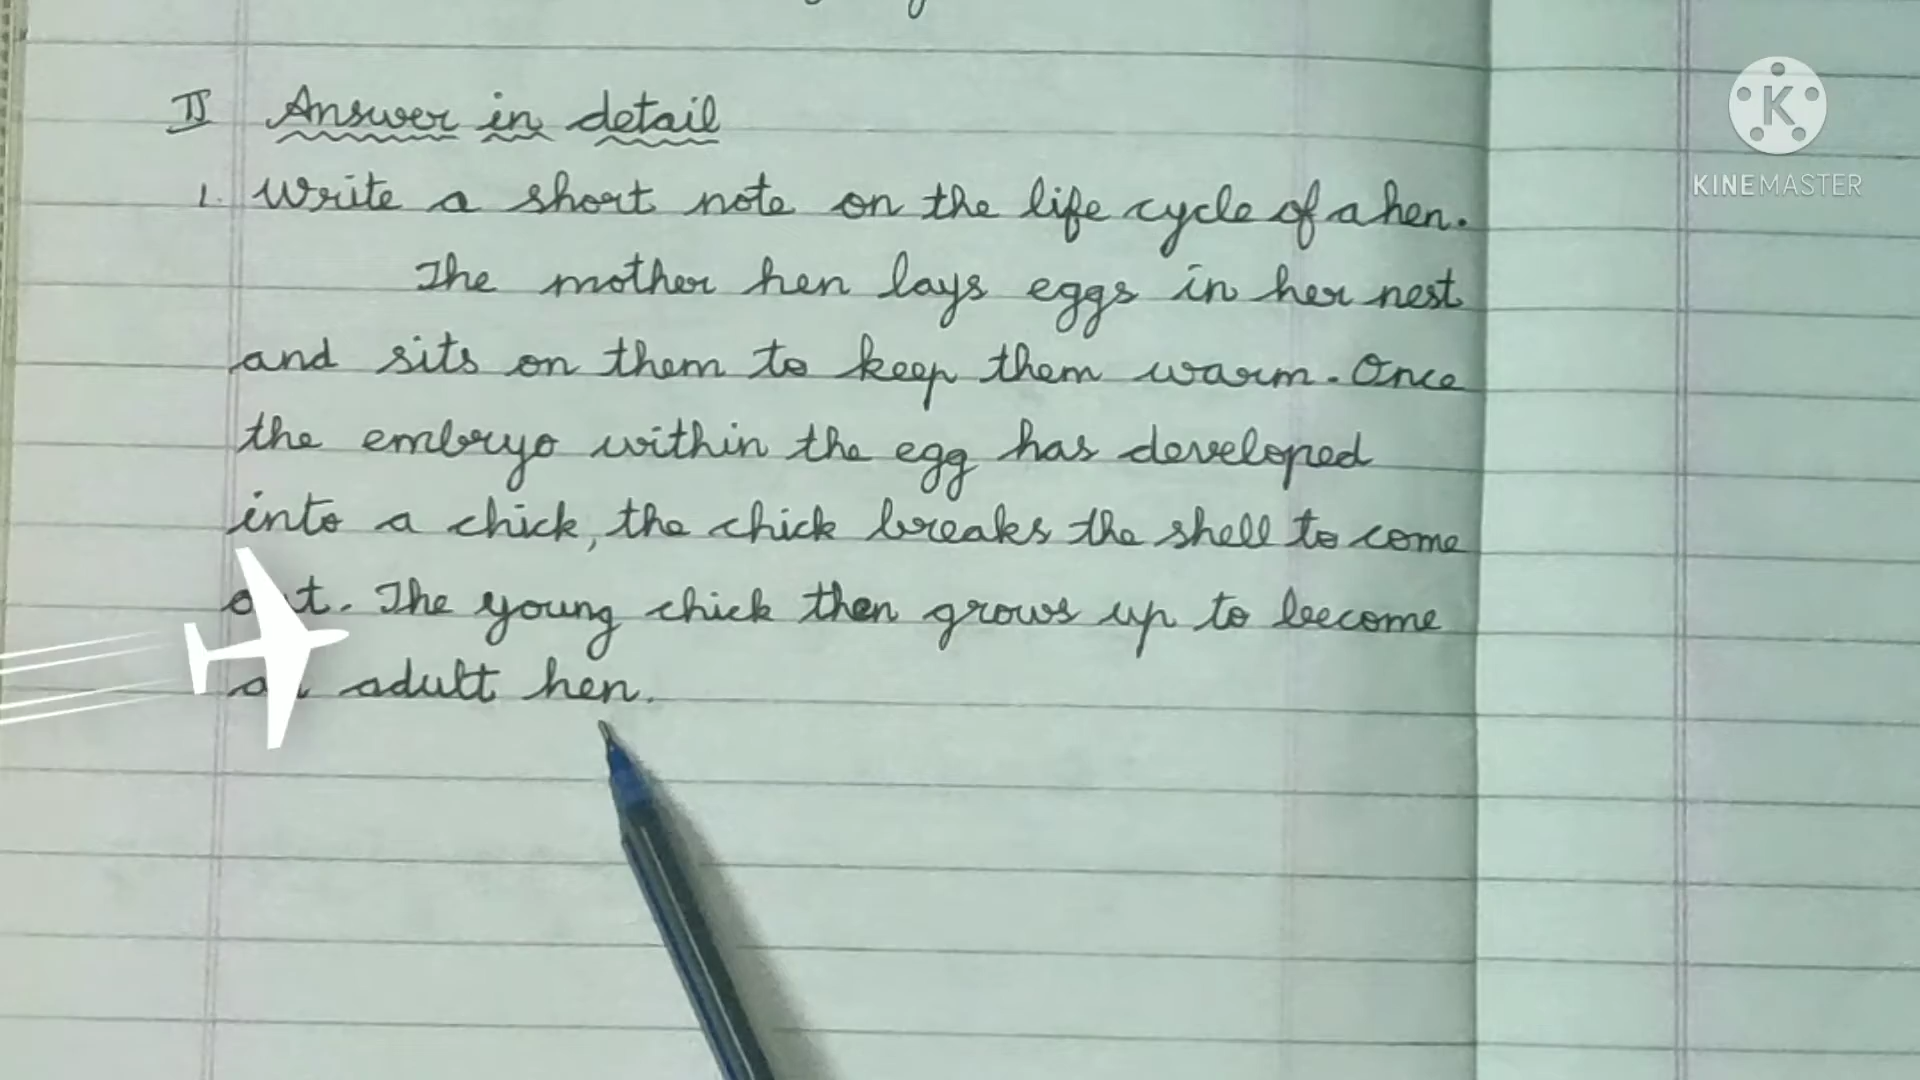 II Answer in detail
1. Write a short note on the life cycle of a hen.
The mother hen lays eggs in her nest
and sits on them to keep them warm. Once
the embryo within the egg has developed
into a chick, the chick breaks the shell to come
out. The young chick then grows up to become
an adult hen.
K
KINEMASTER